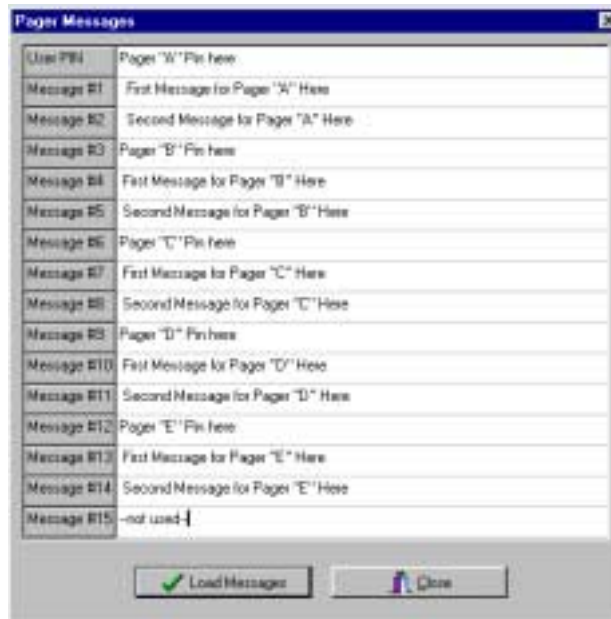 Pager Messages
User PIN Pager "A" Pin here
Message #1 First Message for Pager "A" Here
Message #2 Second Message for Pager "A" Here
Message #3 Pager "B" Pin here
Message #4 First Message for Pager "B" Here
Message #5 Second Message for Pager "B" Here
Message #6 Pager "C" Pin here
Message #7 First Message for Pager "C" Here
Message #8 Second Message for Pager "C" Here
Message #9 Pager "D" Pin here
Message #10 First Message for Pager "D" Here
Message #11 Second Message for Pager "D" Here
Message #12 Pager "E" Pin here
Message #13 First Message for Pager "E" Here
Message #14 Second Message for Pager "E" Here
Message #15 --not used--
Load Messages Close